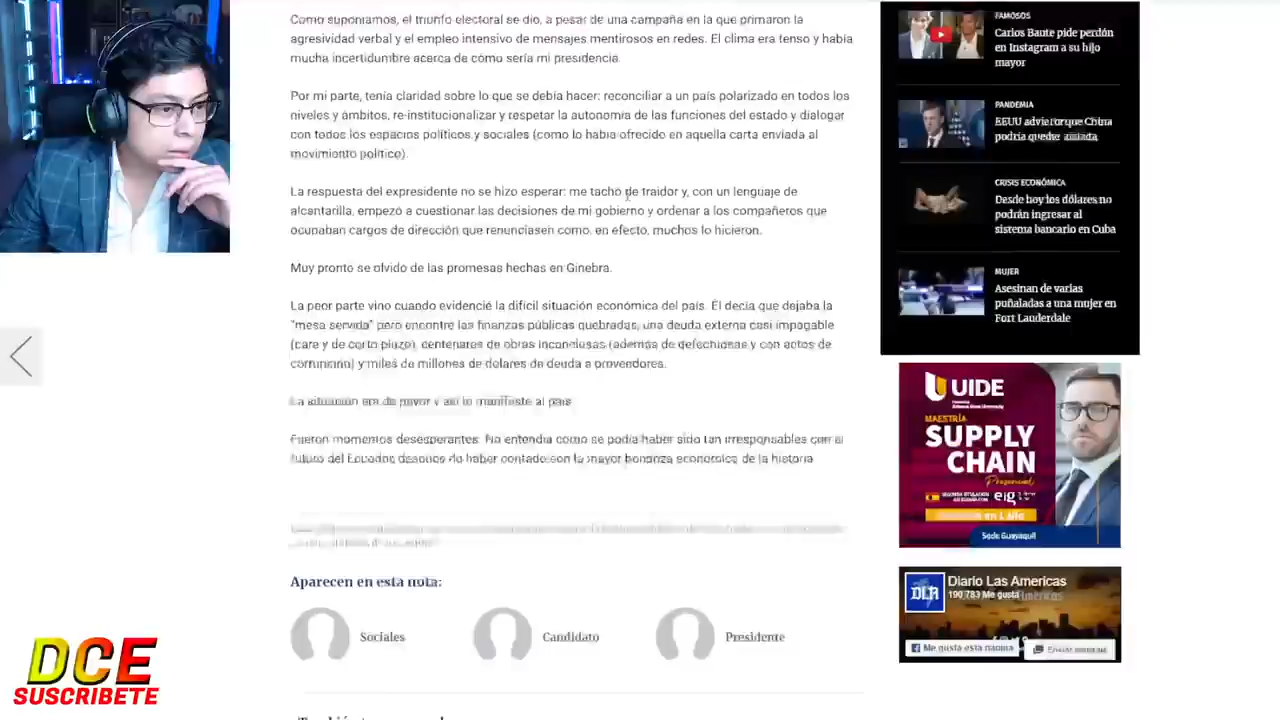 Como suponíamos, el triunfo electoral se dio, a pesar de una campaña en la que primaron la
agresividad verbal y el empleo intensivo de mensajes mentirosos en redes. El clima era tenso y había
mucha incertidumbre acerca de cómo sería mi presidencia.
Por mi parte, tenía claridad sobre lo que se debía hacer: reconciliar a un país polarizado en todos los
niveles y ámbitos, re-institucionalizar y respetar la autonomía de las funciones del estado y dialogar
con todos los espacios políticos y sociales (como lo había ofrecido en aquella carta enviada al
movimiento político).
La respuesta del expresidente no se hizo esperar: me tachó de traidor y, con un lenguaje de
alcantarilla, empezó a cuestionar las decisiones de mi gobierno y ordenar a los compañeros que
ocupaban cargos de dirección que renunciasen como, en efecto, muchos lo hicieron.
Muy pronto se olvido de las promesas hechas en Ginebra.
La peor parte vino cuando evidencié la difícil situación económica del país. Él decía que dejaba la
"mesa servida" pero encontré las finanzas públicas quebradas, una deuda externa casi impagable
(cara y de corto plazo), centenares de obras inconclusas (además de defectuosas y con actos de
corrupción) y miles de millones de dólares de deuda a proveedores.
La situación era de pavor y así lo manifesté al país
Fueron momentos desesperantes. No entendía como se podía haber sido tan irresponsables con el
futuro del Ecuador, después de haber contado con la mayor bonanza económica de la historia
Aparecen en esta nota:
Sociales
Candidato
Presidente
FAMOSOS
Carlos Baute pide perdón
en Instagram a su hijo
mayor
PANDEMIA
EEUU advierte que China
podría quedar aislada
CRISIS ECONÓMICA
Desde hoy los dólares no
podrán ingresar al
sistema bancario en Cuba
MUJER
Asesinan de varias
puñaladas a una mujer en
Fort Lauderdale
UIDE
MAESTRÍA
SUPPLY
CHAIN
Presencial
eig
Sede Guayaquil
DLA
Diario Las Americas
190 783 Me gusta
Me gusta esta página
Enviar mensaje
DCE
SUSCRIBETE